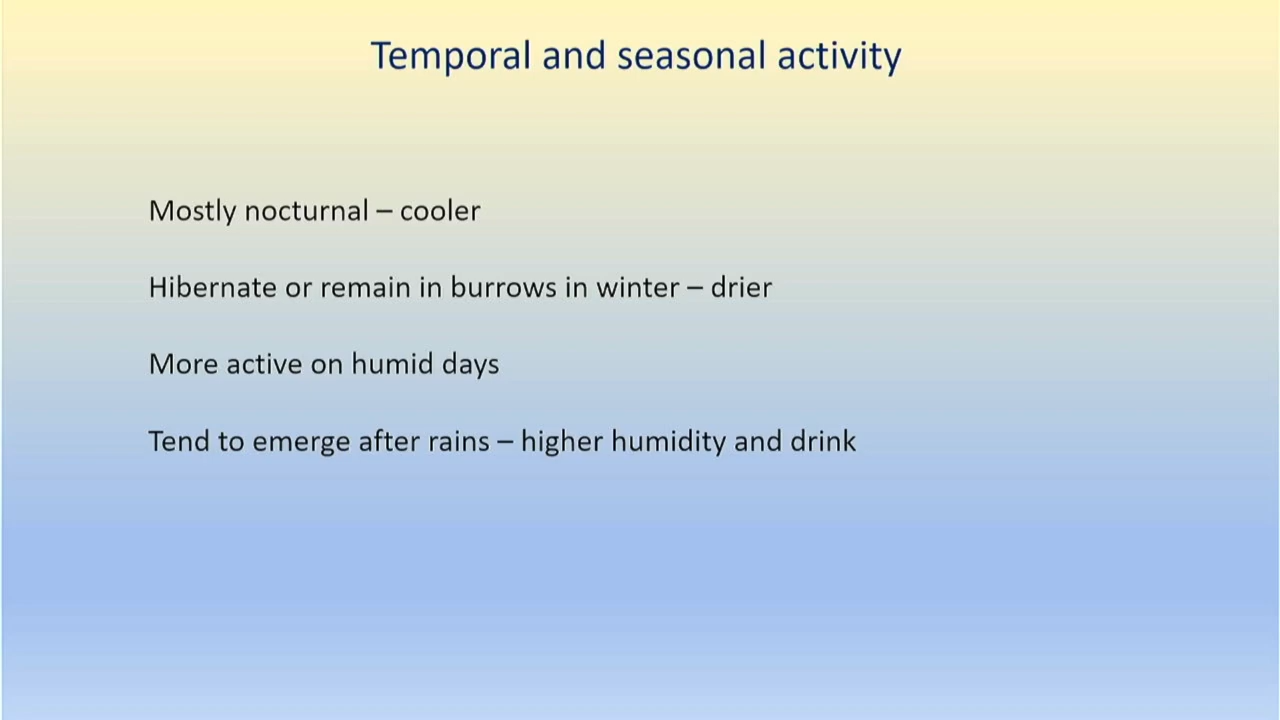 Temporal and seasonal activity
Mostly nocturnal – cooler
Hibernate or remain in burrows in winter – drier
More active on humid days
Tend to emerge after rains – higher humidity and drink